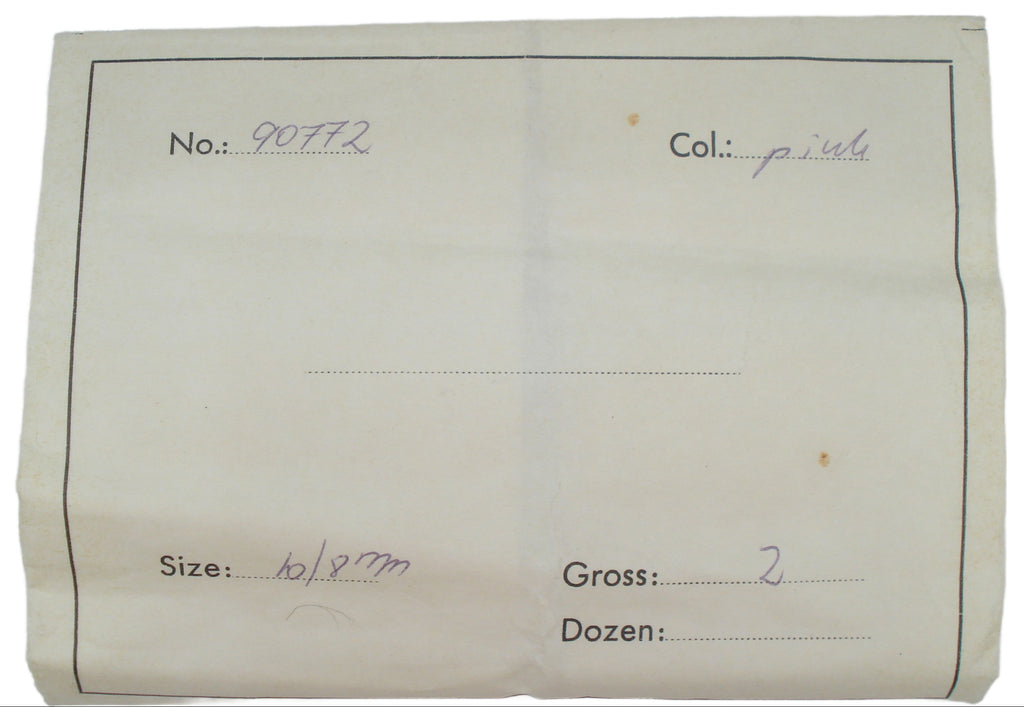 No.: 90772 Col.: pink
Size: 10/8mm Gross: 2
Dozen: